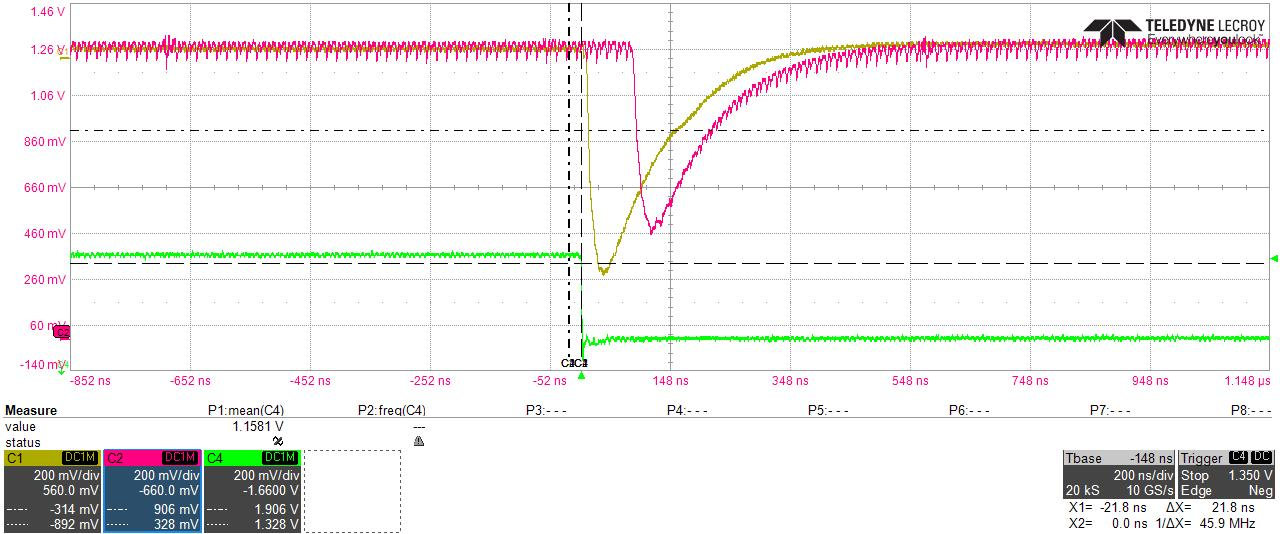 1.46 V
TELEDYNE LECROY
Everywhereyoulook™
1.26 V
C1
1.06 V
860 mV
660 mV
460 mV
260 mV
60 mV
C2
-140 mV
C4
-852 ns -652 ns -452 ns -252 ns -52 ns 148 ns 348 ns 548 ns 748 ns 948 ns 1.148 µs
Measure P1:mean(C4) P2:freq(C4) P3:- - - P4:- - - P5:- - - P6:- - - P7:- - - P8:- - -
value 1.1581 V ---
status
C1 DC1M C2 DC1M C4 DC1M
200 mV/div 200 mV/div 200 mV/div
560.0 mV -660.0 mV -1.6600 V
-314 mV 906 mV 1.906 V
-892 mV 328 mV 1.328 V
Tbase -148 ns Trigger C4 DC
200 ns/div Stop 1.350 V
20 kS 10 GS/s Edge Neg
X1= -21.8 ns ΔX= 21.8 ns
X2= 0.0 ns 1/ΔX= 45.9 MHz